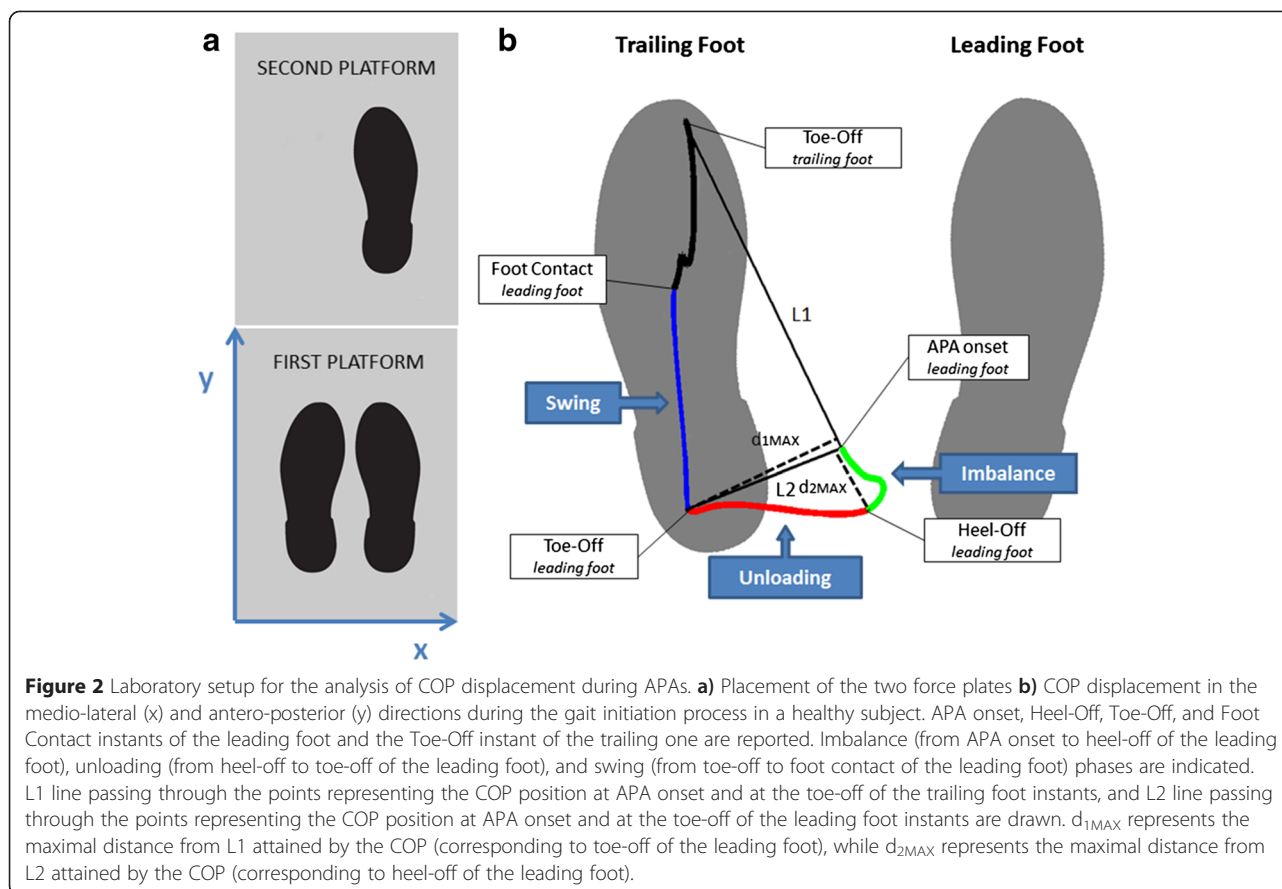 a
SECOND PLATFORM
FIRST PLATFORM
y
x
b
Trailing Foot
Leading Foot
Toe-Off
trailing foot
Foot Contact
leading foot
L1
APA onset
leading foot
Swing
d1MAX
Imbalance
L2 d2MAX
Toe-Off
leading foot
Heel-Off
leading foot
Unloading
Figure 2 Laboratory setup for the analysis of COP displacement during APAs. a) Placement of the two force plates b) COP displacement in the
medio-lateral (x) and antero-posterior (y) directions during the gait initiation process in a healthy subject. APA onset, Heel-Off, Toe-Off, and Foot
Contact instants of the leading foot and the Toe-Off instant of the trailing one are reported. Imbalance (from APA onset to heel-off of the leading
foot), unloading (from heel-off to toe-off of the leading foot), and swing (from toe-off to foot contact of the leading foot) phases are indicated.
L1 line passing through the points representing the COP position at APA onset and at the toe-off of the trailing foot instants, and L2 line passing
through the points representing the COP position at APA onset and at the toe-off of the leading foot instants are drawn. d1MAX represents the
maximal distance from L1 attained by the COP (corresponding to toe-off of the leading foot), while d2MAX represents the maximal distance from
L2 attained by the COP (corresponding to heel-off of the leading foot).